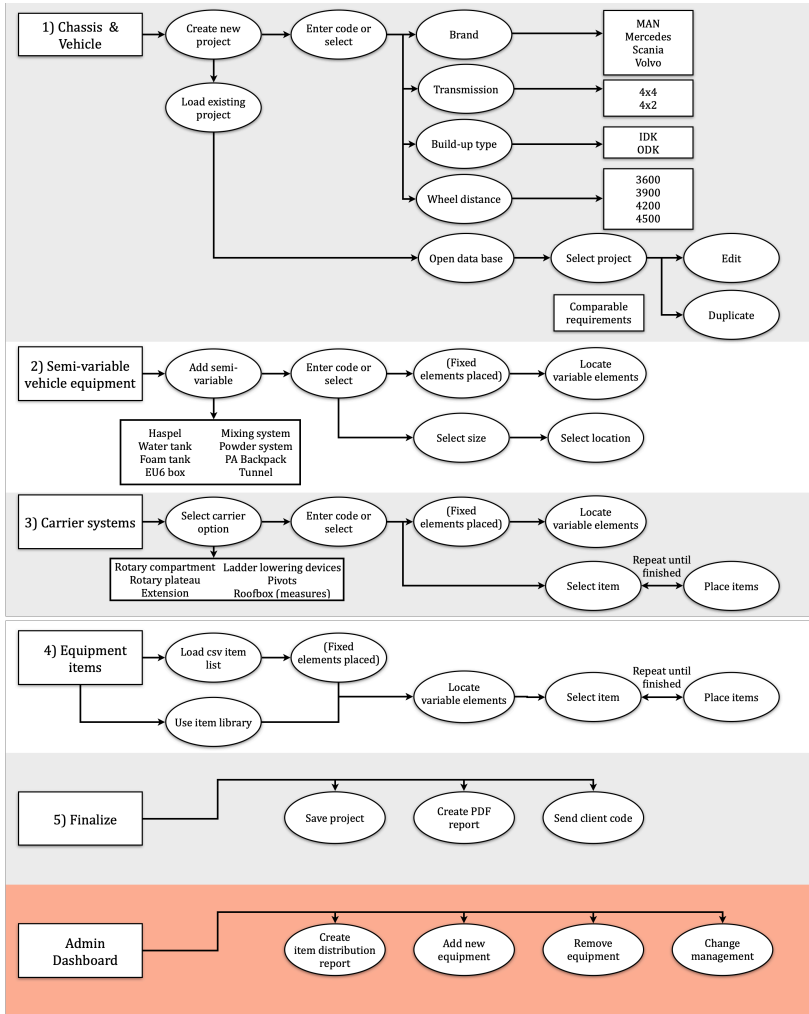 1) Chassis &
Vehicle
Create new
project
Enter code or
select
Brand
MAN
Mercedes
Scania
Volvo
Load existing
project
Transmission
4x4
4x2
Build-up type
IDK
ODK
Wheel distance
3600
3900
4200
4500
Open data base
Select project
Edit
Comparable
requirements
Duplicate
2) Semi-variable
vehicle equipment
Add semi-
variable
Enter code or
select
(Fixed
elements placed)
Locate
variable elements
Haspel
Water tank
Foam tank
EU6 box
Mixing system
Powder system
PA Backpack
Tunnel
Select size
Select location
3) Carrier systems
Select carrier
option
Enter code or
select
(Fixed
elements placed)
Locate
variable elements
Rotary compartment
Rotary plateau
Extension
Ladder lowering devices
Pivots
Roofbox (measures)
Select item
Repeat until
finished
Place items
4) Equipment
items
Load csv item
list
(Fixed
elements placed)
Use item library
Locate
variable elements
Select item
Repeat until
finished
Place items
5) Finalize
Save project
Create PDF
report
Send client code
Admin
Dashboard
Create
item distribution
report
Add new
equipment
Remove
equipment
Change
management